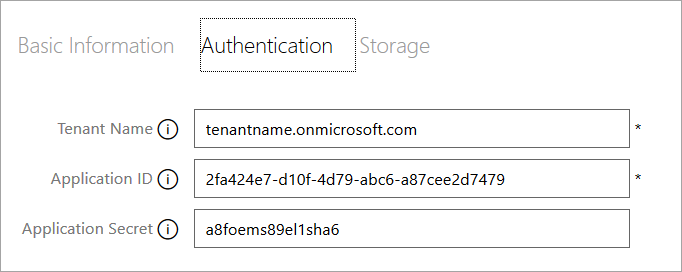 Basic Information Authentication Storage
Tenant Name i tenantname.onmicrosoft.com *
Application ID i 2fa424e7-d10f-4d79-abc6-a87cee2d7479 *
Application Secret i a8foems89el1sha6